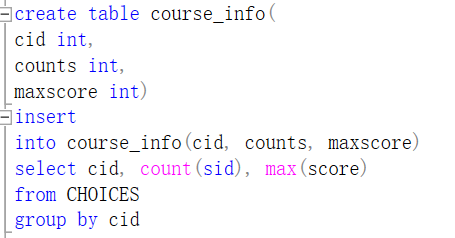 create table course_info(
cid int,
counts int,
maxscore int)
insert
into course_info(cid, counts, maxscore)
select cid, count(sid), max(score)
from CHOICES
group by cid